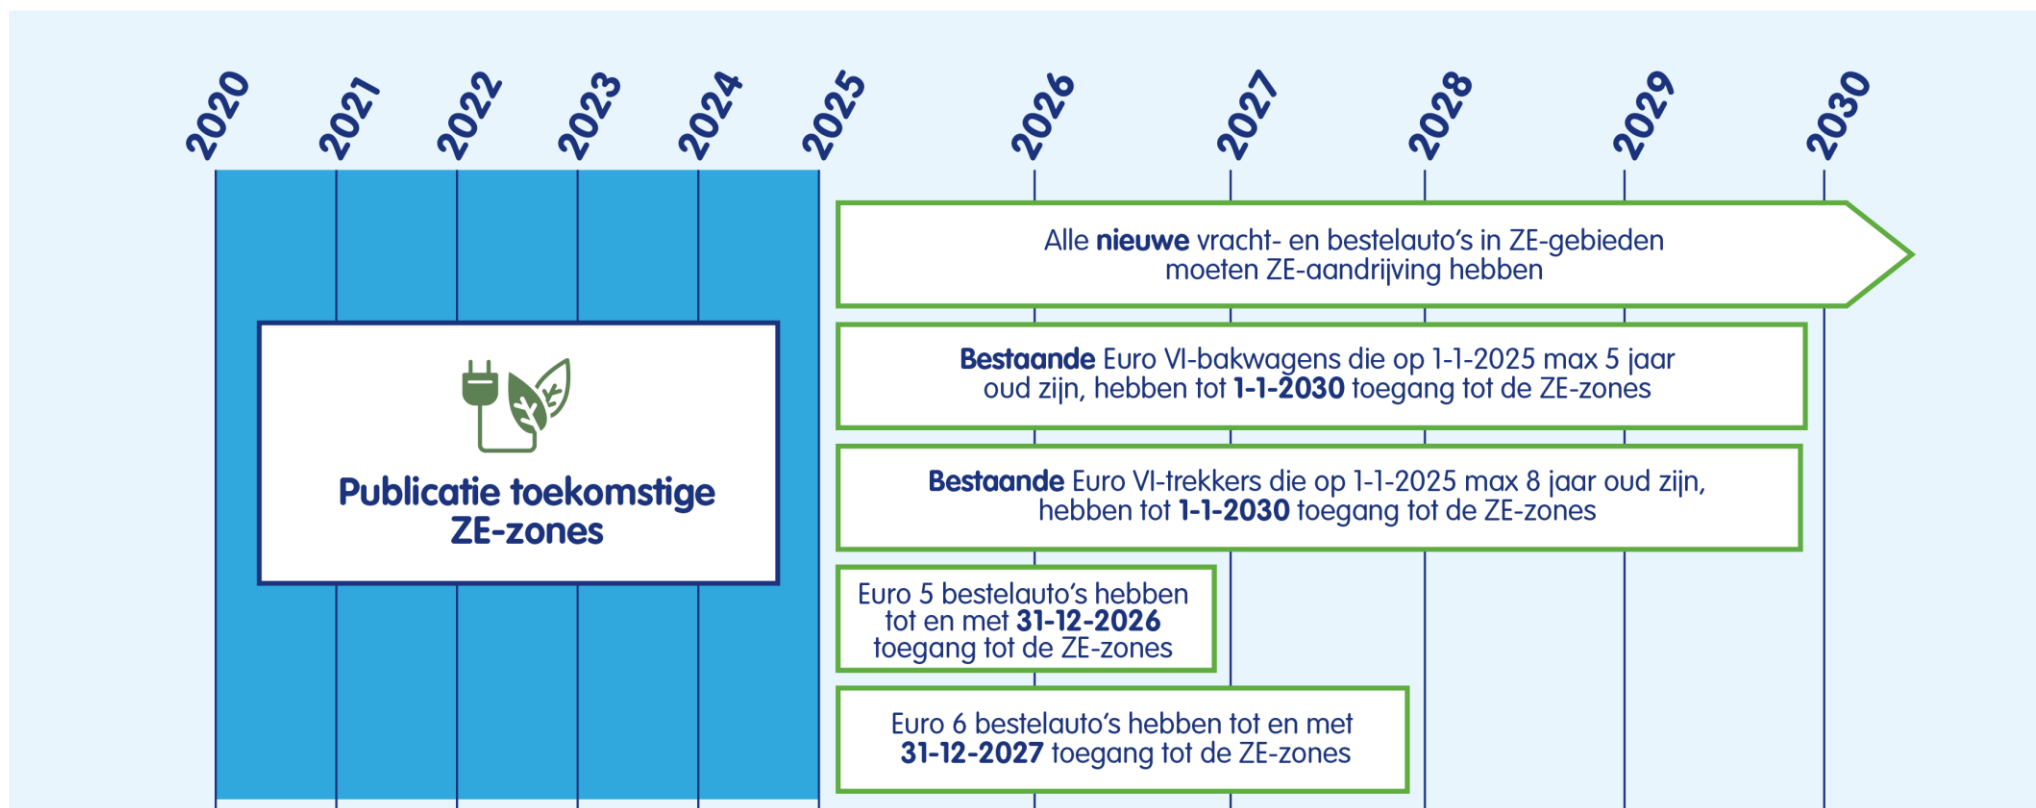 2020
2021
2022
2023
2024
2025
2026
2027
2028
2029
2030
Alle nieuwe vracht- en bestelauto's in ZE-gebieden
moeten ZE-aandrijving hebben
Bestaande Euro VI-bakwagens die op 1-1-2025 max 5 jaar
oud zijn, hebben tot 1-1-2030 toegang tot de ZE-zones
Publicatie toekomstige
ZE-zones
Bestaande Euro VI-trekkers die op 1-1-2025 max 8 jaar oud zijn,
hebben tot 1-1-2030 toegang tot de ZE-zones
Euro 5 bestelauto's hebben
tot en met 31-12-2026
toegang tot de ZE-zones
Euro 6 bestelauto's hebben tot en met
31-12-2027 toegang tot de ZE-zones